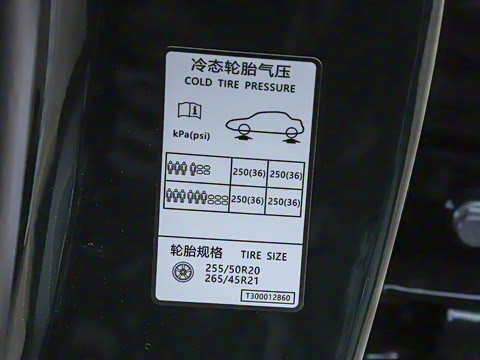 冷态轮胎气压
COLD TIRE PRESSURE
kPa(psi)
250(36) 250(36)
250(36) 250(36)
轮胎规格 TIRE SIZE
255/50R20
265/45R21
T300012860